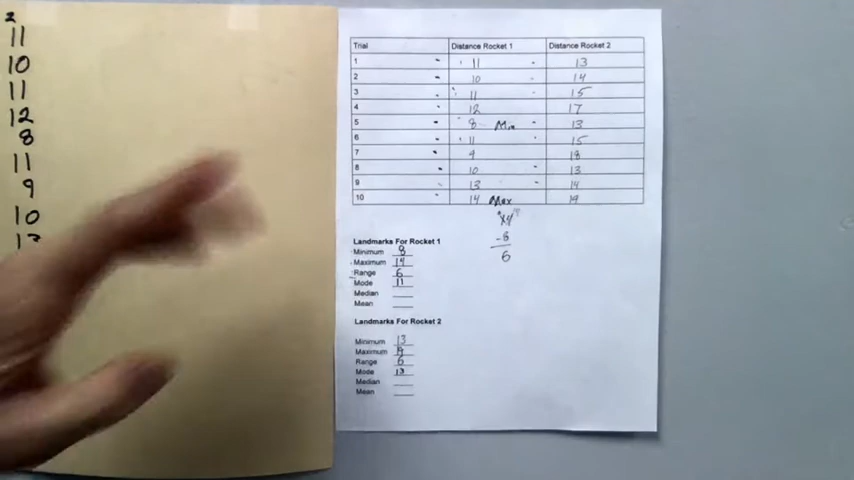 2
11
10
11
12
8
11
9
10
Trial Distance Rocket 1 Distance Rocket 2
1 11 13
2 10 14
3 11 15
4 12 17
5 8 Min 13
6 11 15
7 9 18
8 10 13
9 13 14
10 14 Max 19
14
-8
6
Landmarks For Rocket 1
Minimum 8
Maximum 14
Range 6
Mode 11
Median
Mean
Landmarks For Rocket 2
Minimum 13
Maximum 19
Range 6
Mode 13
Median
Mean